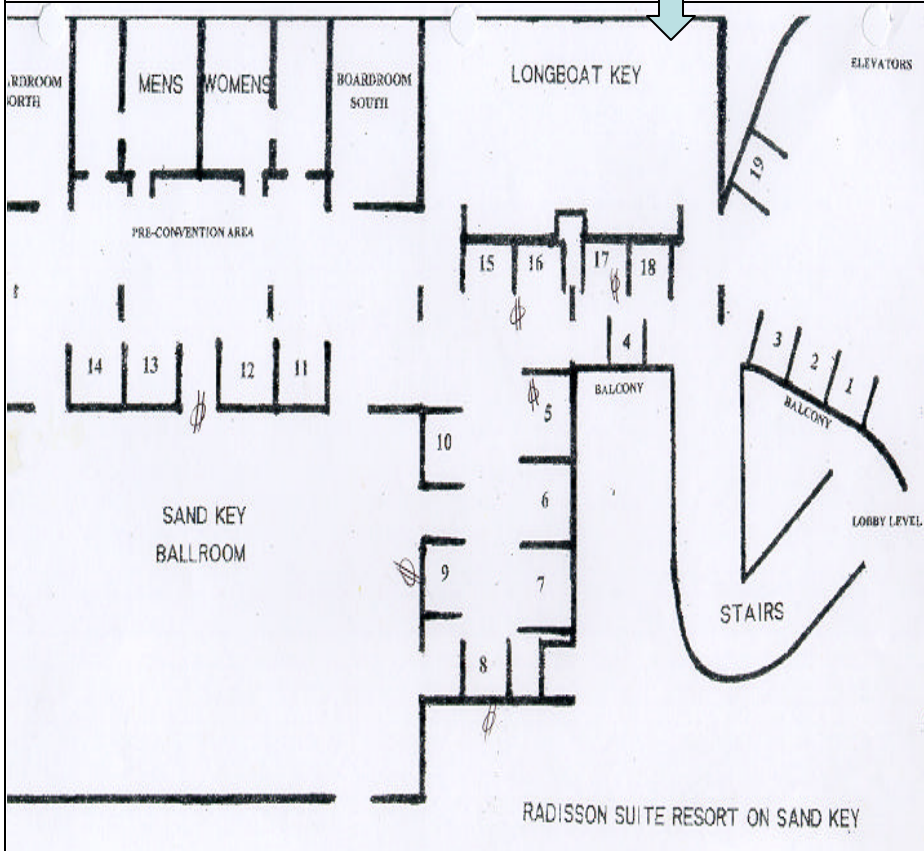 ELEVATORS
MENS
WOMENS
BOARDROOM
SOUTH
LONGBOAT KEY
19
PRE-CONVENTION AREA
15
16
17
18
14
13
12
11
4
BALCONY
3
2
1
BALCONY
5
10
6
SAND KEY
BALLROOM
LOBBY LEVEL
9
7
STAIRS
8
RADISSON SUITE RESORT ON SAND KEY